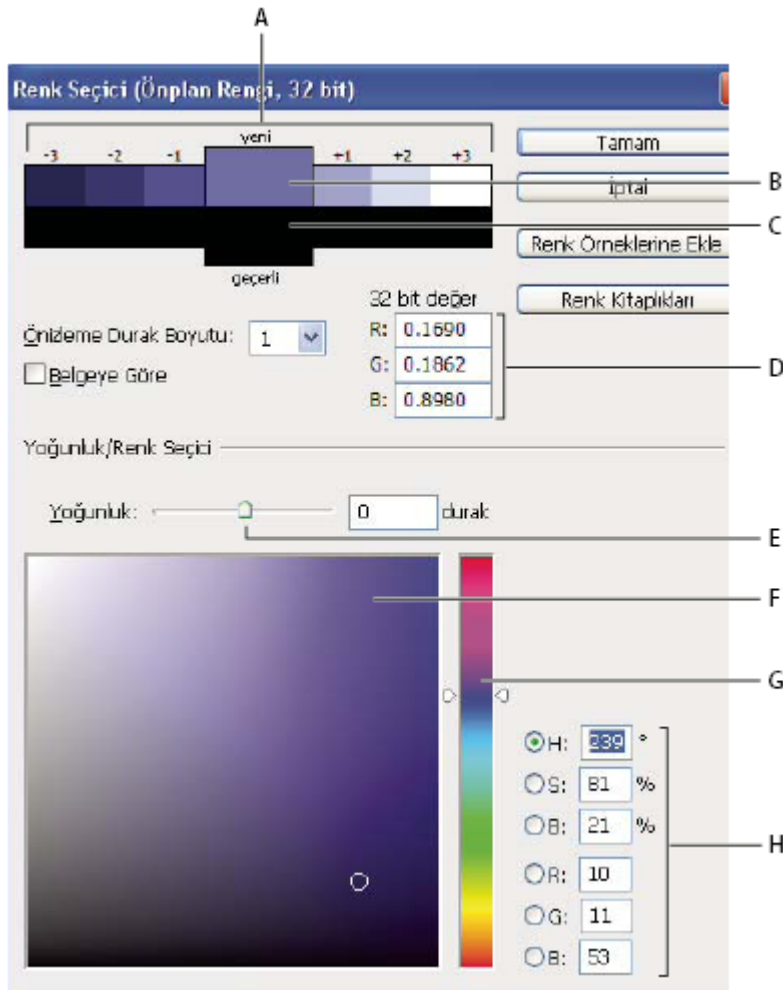 A
Renk Seçici (Önplan Rengi, 32 bit)
yeni
-3 -2 -1 +1 +2 +3
Tamam
İptal
B
C
Renk Örneklerine Ekle
geçerli
32 bit değer
Renk Kitaplıkları
Önizleme Durak Boyutu: 1
R: 0.1690
G: 0.1862
D
Belgeye Göre
B: 0.8980
Yoğunluk/Renk Seçici
Yoğunluk: 0 durak
E
F
G
H: 239 °
S: 81 %
B: 21 %
H
R: 10
G: 11
B: 53